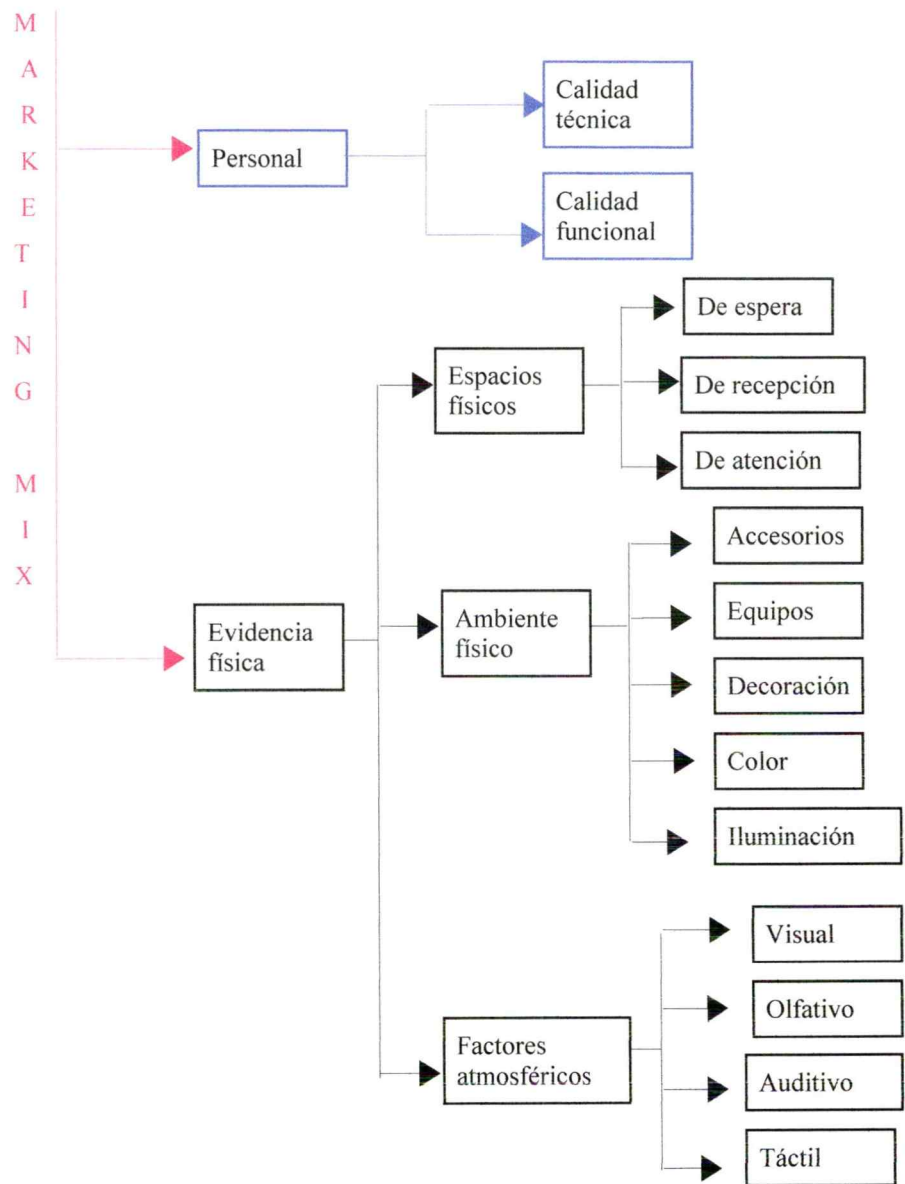 M
A
R
K
E
T
I
N
G
M
I
X
Personal
Calidad
técnica
Calidad
funcional
Evidencia
física
Espacios
físicos
De espera
De recepción
De atención
Ambiente
físico
Accesorios
Equipos
Decoración
Color
Iluminación
Factores
atmosféricos
Visual
Olfativo
Auditivo
Táctil